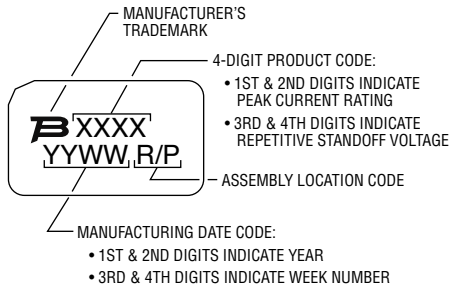 MANUFACTURER'S
TRADEMARK
4-DIGIT PRODUCT CODE:
• 1ST & 2ND DIGITS INDICATE
PEAK CURRENT RATING
• 3RD & 4TH DIGITS INDICATE
REPETITIVE STANDOFF VOLTAGE
XXXX
YYWW R/P
ASSEMBLY LOCATION CODE
MANUFACTURING DATE CODE:
• 1ST & 2ND DIGITS INDICATE YEAR
• 3RD & 4TH DIGITS INDICATE WEEK NUMBER